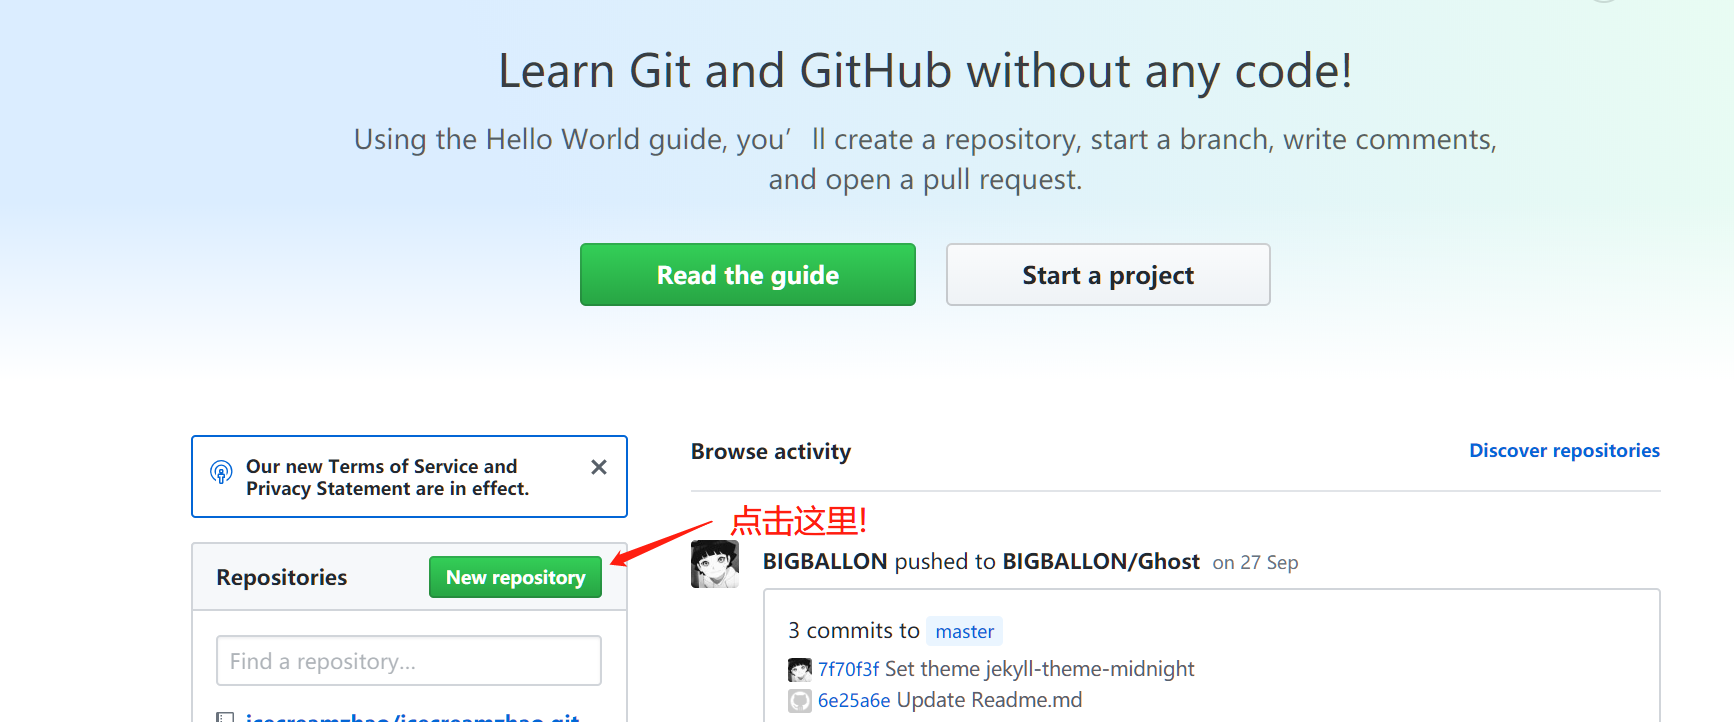 Learn Git and GitHub without any code!
Using the Hello World guide, you’ll create a repository, start a branch, write comments,
and open a pull request.
Read the guide
Start a project
Our new Terms of Service and
Privacy Statement are in effect.
Repositories
New repository
Find a repository...
icecreamzhao/icecreamzhao.git
Browse activity
Discover repositories
点击这里!
BIGBALLON pushed to BIGBALLON/Ghost on 27 Sep
3 commits to master
7f70f3f Set theme jekyll-theme-midnight
6e25a6e Update Readme.md